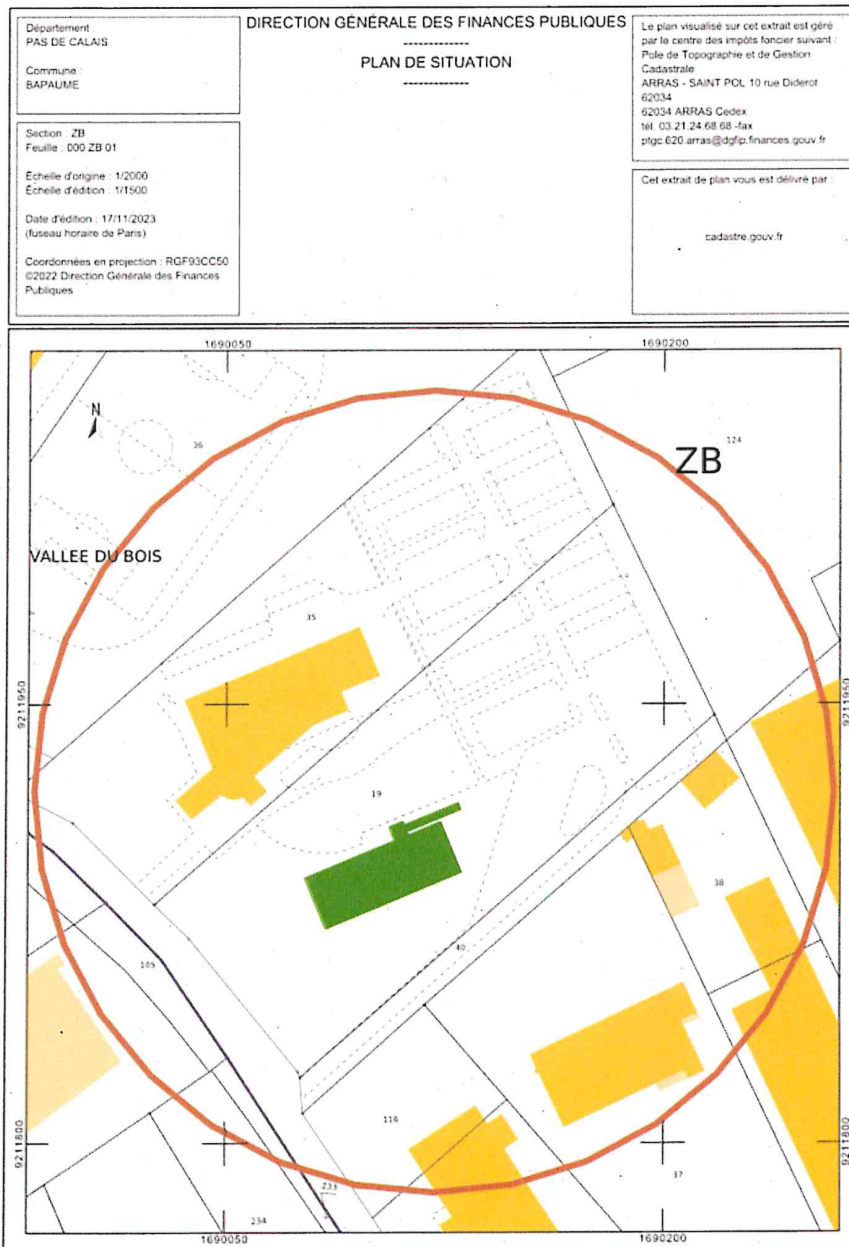 Département :
PAS DE CALAIS
Commune :
BAPAUME
Section : ZB
Feuille : 000 ZB 01
Échelle d'origine : 1/2000
Échelle d'édition : 1/1500
Date d'édition : 17/11/2023
(fuseau horaire de Paris)
Coordonnées en projection : RGF93CC50
©2022 Direction Générale des Finances
Publiques
DIRECTION GÉNÉRALE DES FINANCES PUBLIQUES
-------------
PLAN DE SITUATION
-------------
Le plan visualisé sur cet extrait est géré
par le centre des impôts foncier suivant :
Pole de Topographie et de Gestion
Cadastrale
ARRAS - SAINT POL 10 rue Diderot
62034
62034 ARRAS Cedex
tél. 03.21.24.68.68 -fax
ptgc.620.arras@dgfip.finances.gouv.fr
Cet extrait de plan vous est délivré par :
cadastre.gouv.fr
1690050
1690200
N
36
124
ZB
VALLEE DU BOIS
35
9211950
9211950
19
38
40
105
116
9211800
9211800
37
233
234
1690050
1690200